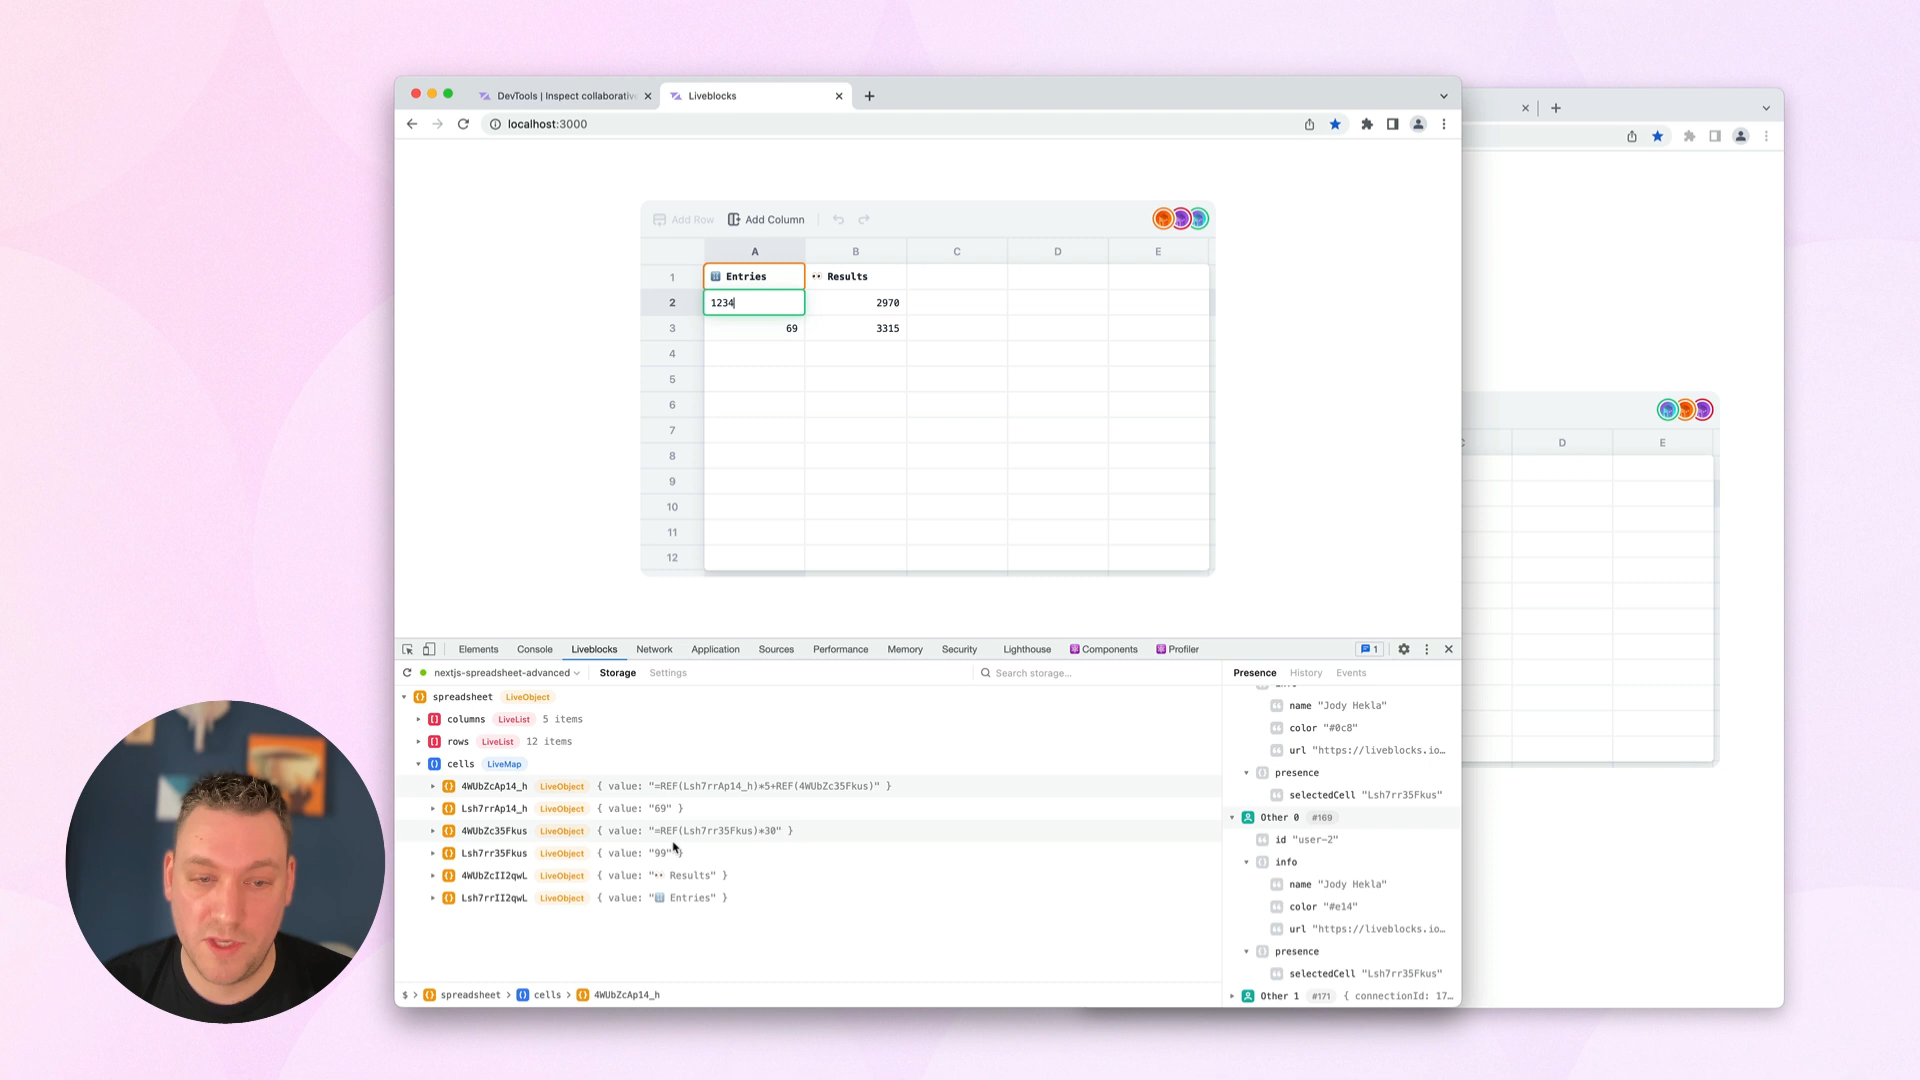 DevTools | Inspect collaborativ
Liveblocks
localhost:3000
Add Row
Add Column
A
B
C
D
E
1
🔢 Entries
👀 Results
2
1234
2970
3
69
3315
4
5
6
7
8
9
10
11
12
D
E
Elements
Console
Liveblocks
Network
Application
Sources
Performance
Memory
Security
Lighthouse
Components
Profiler
1
nextjs-spreadsheet-advanced
Storage
Settings
Search storage...
Presence
History
Events
spreadsheet LiveObject
columns LiveList 5 items
rows LiveList 12 items
cells LiveMap
4WUbZcAp14_h LiveObject { value: "=REF(Lsh7rrAp14_h)*5+REF(4WUbZc35Fkus)" }
Lsh7rrAp14_h LiveObject { value: "69" }
4WUbZc35Fkus LiveObject { value: "=REF(Lsh7rr35Fkus)*30" }
Lsh7rr35Fkus LiveObject { value: "99" }
4WUbZcII2qwL LiveObject { value: "👀 Results" }
Lsh7rrII2qwL LiveObject { value: "🔢 Entries" }
$ > spreadsheet > cells > 4WUbZcAp14_h
name "Jody Hekla"
color "#0c8"
url "https://liveblocks.io…
presence
selectedCell "Lsh7rr35Fkus"
Other 0 #169
id "user-2"
info
name "Jody Hekla"
color "#e14"
url "https://liveblocks.io…
presence
selectedCell "Lsh7rr35Fkus"
Other 1 #171 { connectionId: 17…